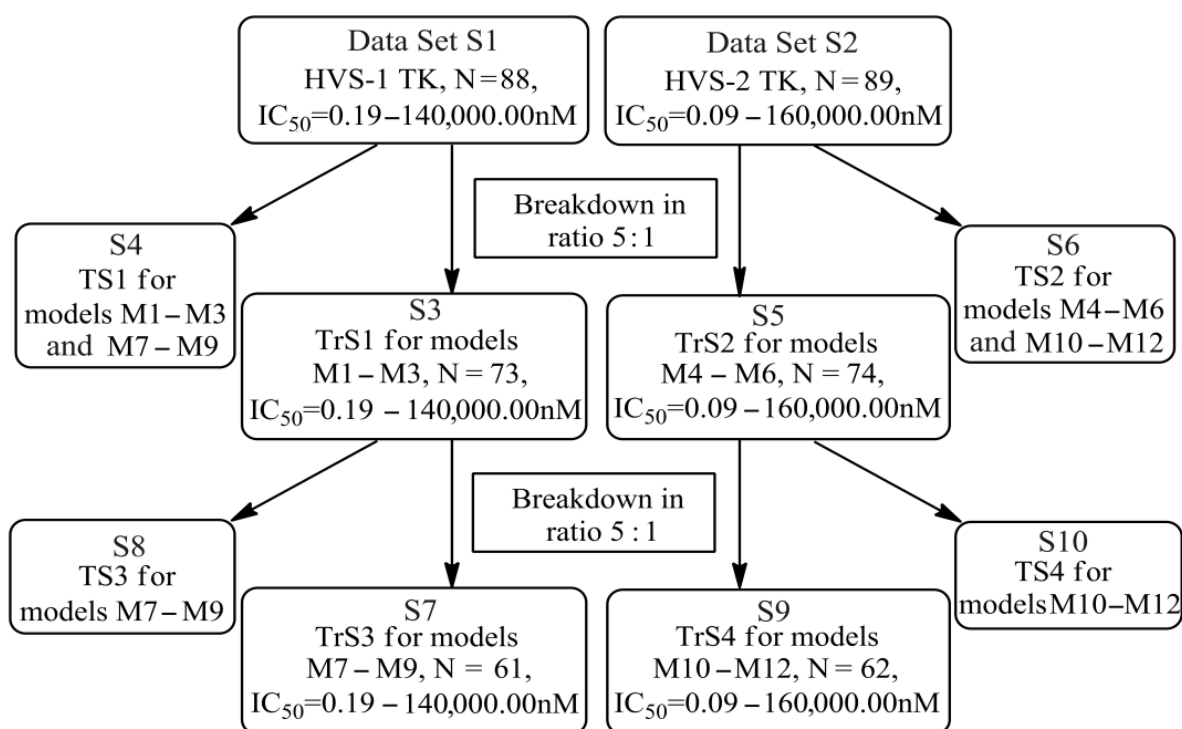 Data Set S1
HVS-1 TK, N=88,
IC50=0.19–140,000.00nM
Data Set S2
HVS-2 TK, N=89,
IC50=0.09–160,000.00nM
Breakdown in
ratio 5:1
S4
TS1 for
models M1–M3
and M7–M9
S3
TrS1 for models
M1–M3, N = 73,
IC50=0.19–140,000.00nM
S5
TrS2 for models
M4–M6, N = 74,
IC50=0.09–160,000.00nM
S6
TS2 for
models M4–M6
and M10–M12
Breakdown in
ratio 5:1
S8
TS3 for
models M7–M9
S7
TrS3 for models
M7–M9, N = 61,
IC50=0.19–140,000.00nM
S9
TrS4 for models
M10–M12, N = 62,
IC50=0.09–160,000.00nM
S10
TS4 for
modelsM10–M12